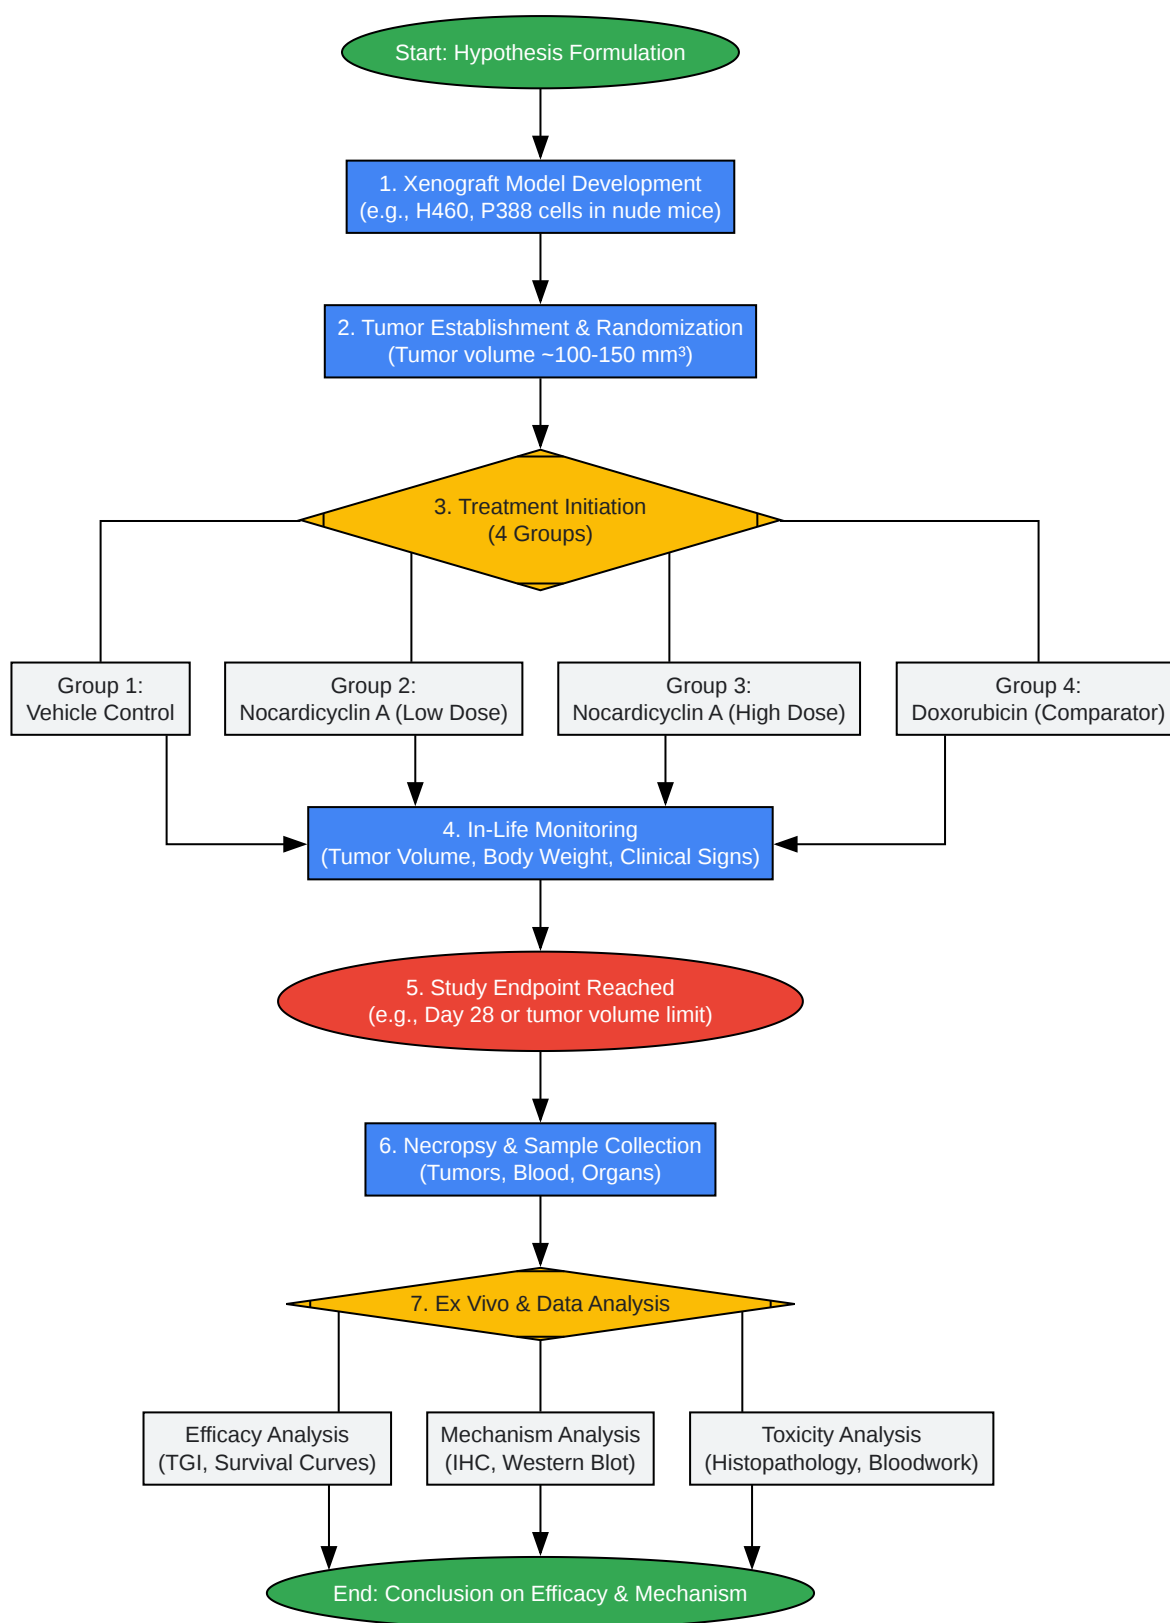 Start: Hypothesis Formulation
1. Xenograft Model Development
(e.g., H460, P388 cells in nude mice)
2. Tumor Establishment & Randomization
(Tumor volume ~100-150 mm³)
3. Treatment Initiation
(4 Groups)
Group 1:
Vehicle Control
Group 2:
Nocardicyclin A (Low Dose)
Group 3:
Nocardicyclin A (High Dose)
Group 4:
Doxorubicin (Comparator)
4. In-Life Monitoring
(Tumor Volume, Body Weight, Clinical Signs)
5. Study Endpoint Reached
(e.g., Day 28 or tumor volume limit)
6. Necropsy & Sample Collection
(Tumors, Blood, Organs)
7. Ex Vivo & Data Analysis
Efficacy Analysis
(TGI, Survival Curves)
Mechanism Analysis
(IHC, Western Blot)
Toxicity Analysis
(Histopathology, Bloodwork)
End: Conclusion on Efficacy & Mechanism